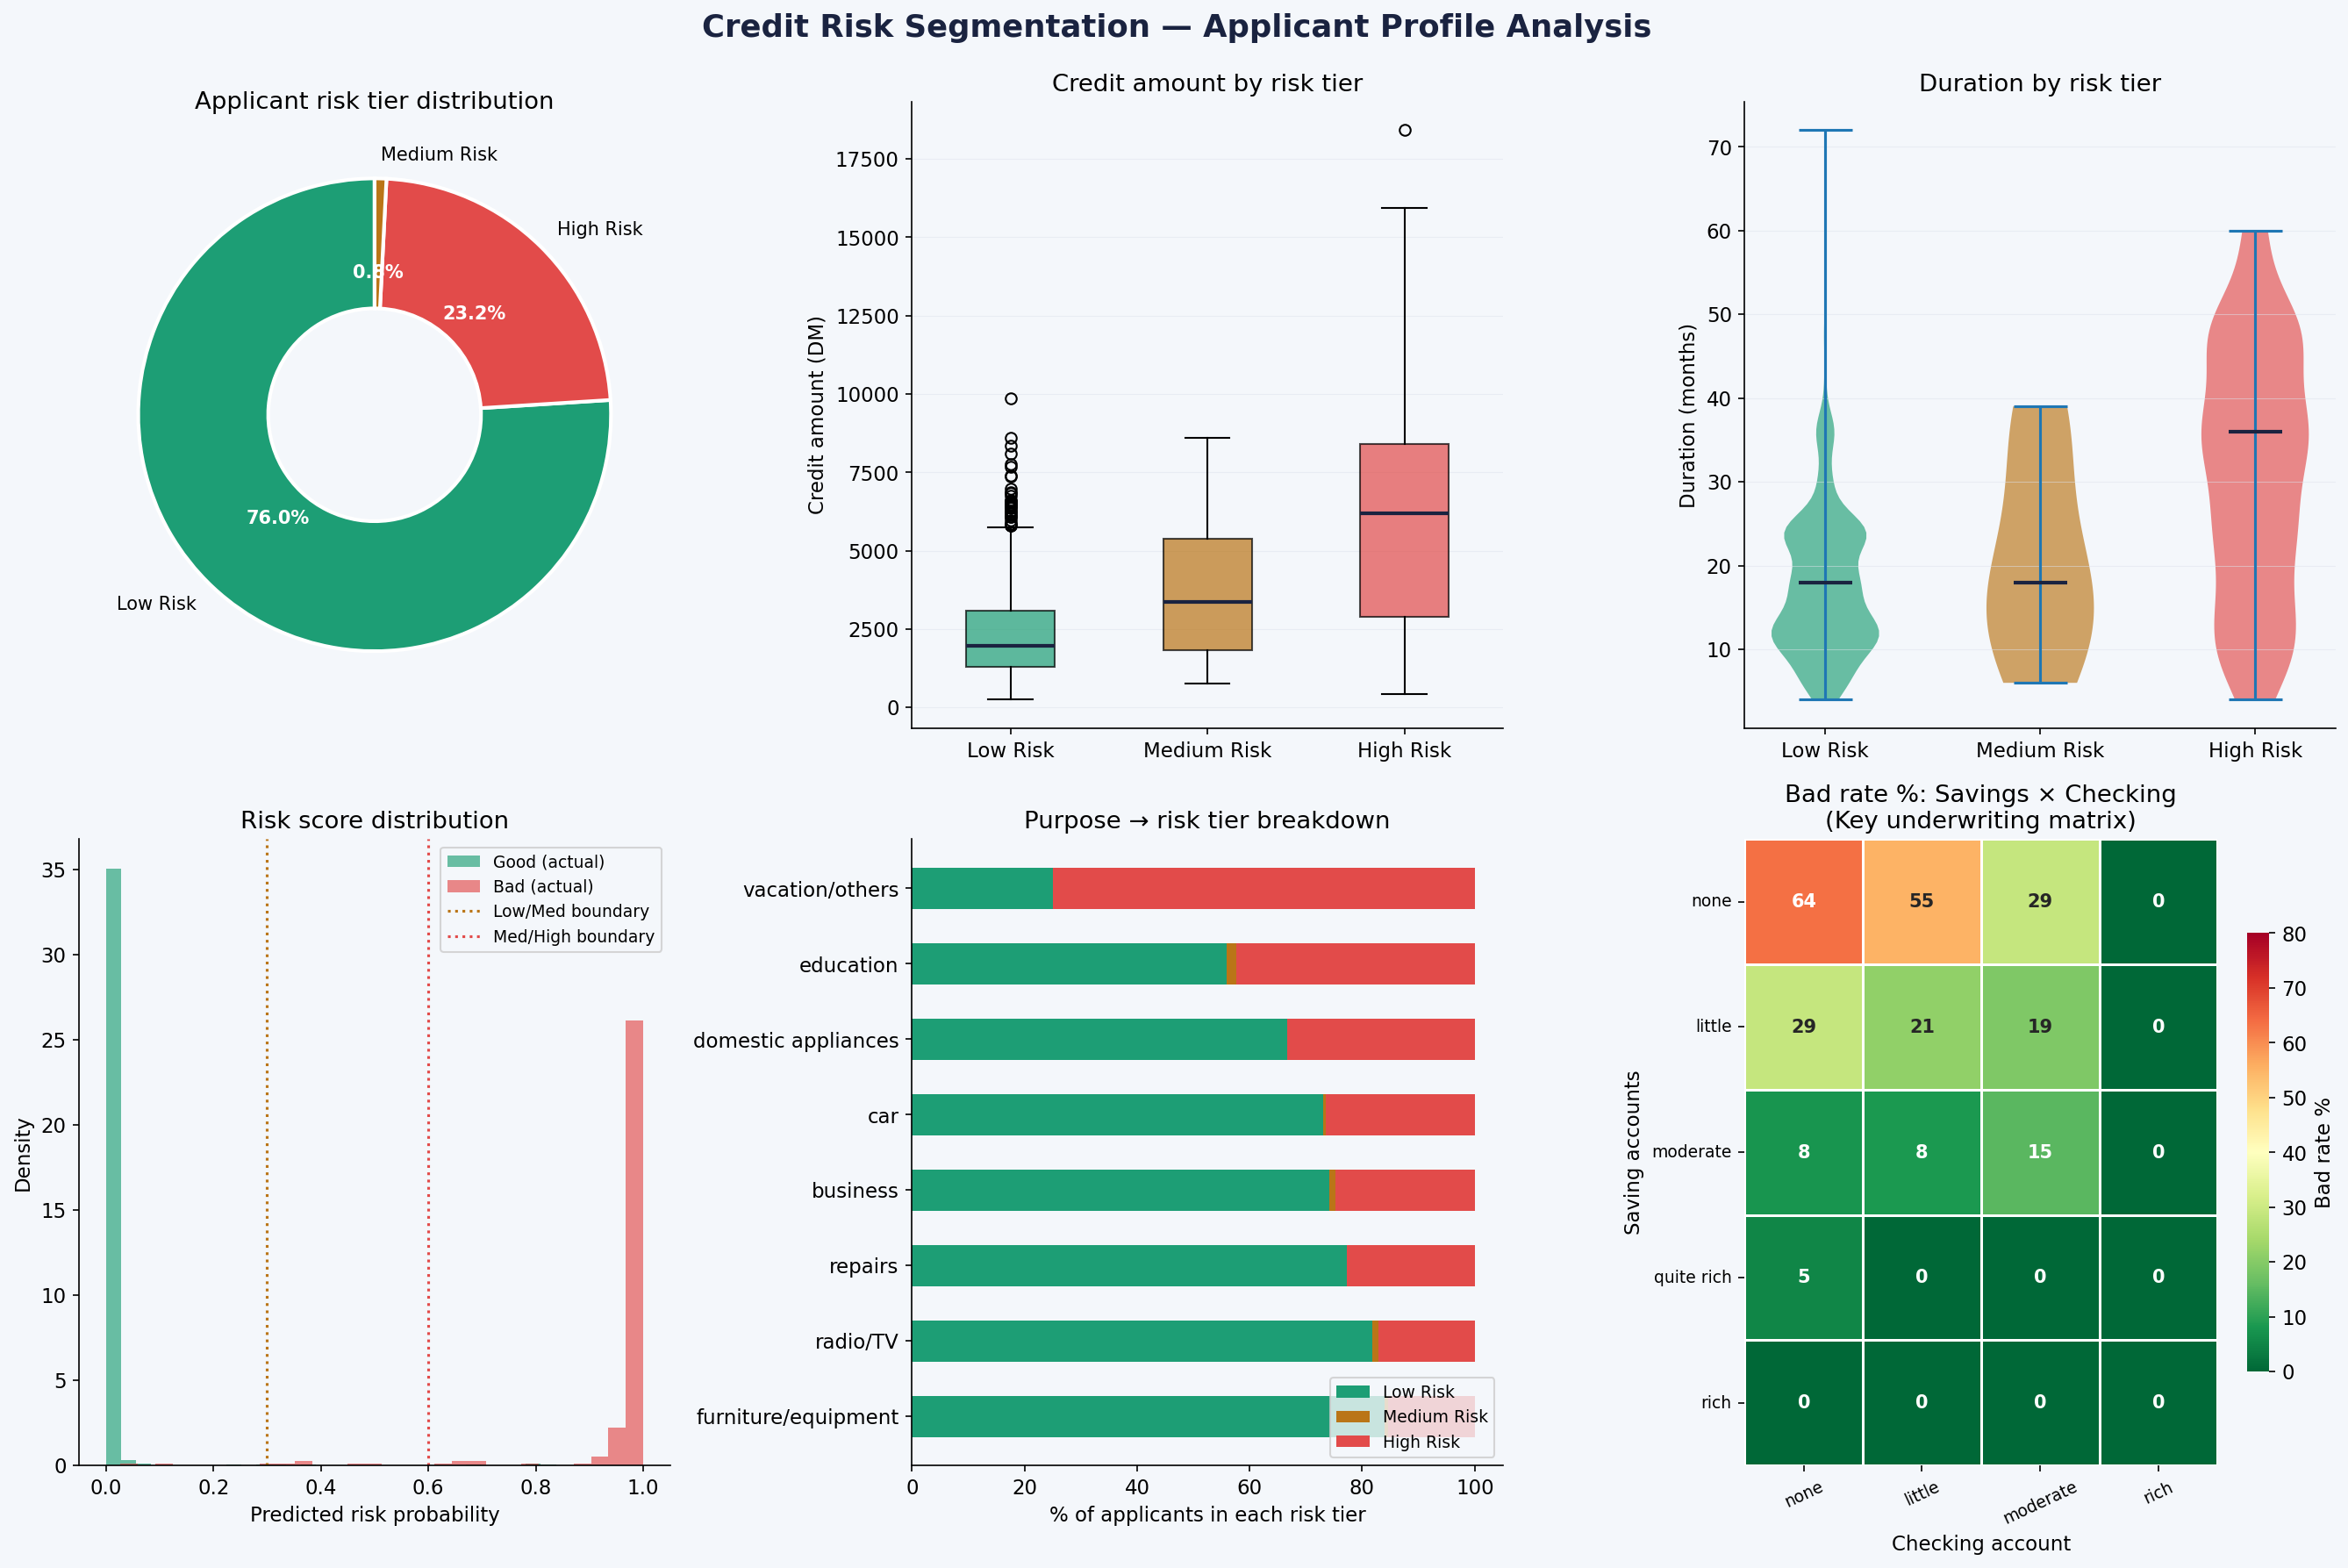 Credit Risk Segmentation — Applicant Profile Analysis
Applicant risk tier distribution
Medium Risk
High Risk
Low Risk
23.2%
76.0%
Credit amount by risk tier
Credit amount (DM)
17500
15000
12500
10000
7500
5000
2500
0
Low Risk
Medium Risk
High Risk
Duration by risk tier
Duration (months)
70
60
50
40
30
20
10
Low Risk
Medium Risk
High Risk
Risk score distribution
Good (actual)
Bad (actual)
Low/Med boundary
Med/High boundary
Density
35
30
25
20
15
10
5
0
0.0 0.2 0.4 0.6 0.8 1.0
Predicted risk probability
Purpose → risk tier breakdown
vacation/others
education
domestic appliances
car
business
repairs
radio/TV
furniture/equipment
Low Risk
Medium Risk
High Risk
0 20 40 60 80 100
% of applicants in each risk tier
Bad rate %: Savings × Checking
(Key underwriting matrix)
Saving accounts
none 64 55 29 0
little 29 21 19 0
moderate 8 8 15 0
quite rich 5 0 0 0
rich 0 0 0 0
none little moderate rich
Checking account
80
70
60
50
40
30
20
10
0
Bad rate %